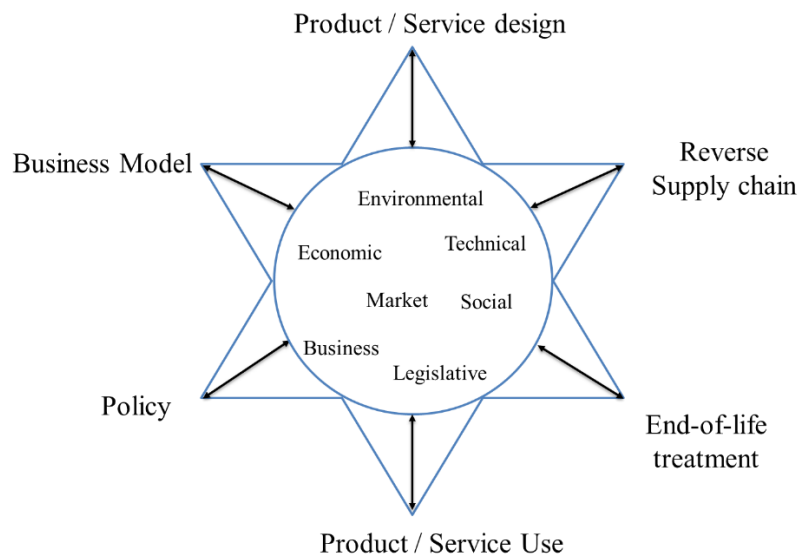 Product / Service design
Business Model
Reverse
Supply chain
Environmental
Technical
Economic
Market
Social
Business
Legislative
Policy
End-of-life
treatment
Product / Service Use